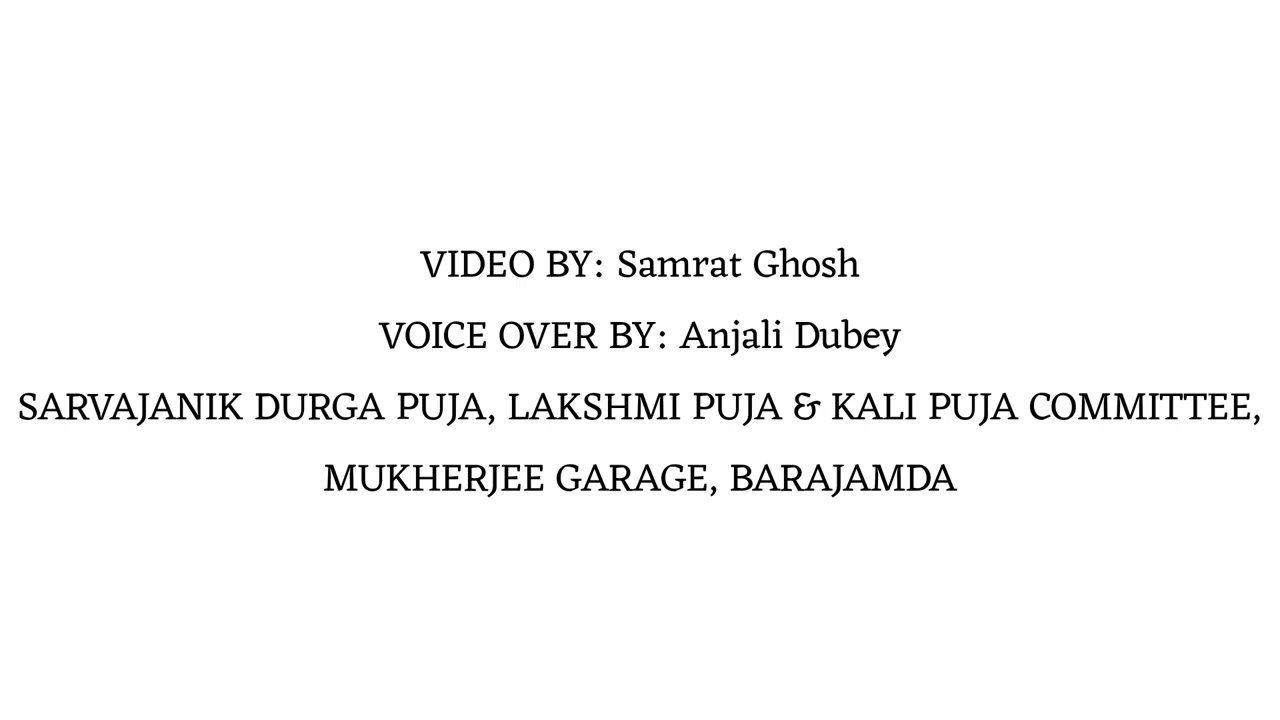 VIDEO BY: Samrat Ghosh
VOICE OVER BY: Anjali Dubey
SARVAJANIK DURGA PUJA, LAKSHMI PUJA & KALI PUJA COMMITTEE,
MUKHERJEE GARAGE, BARAJAMDA